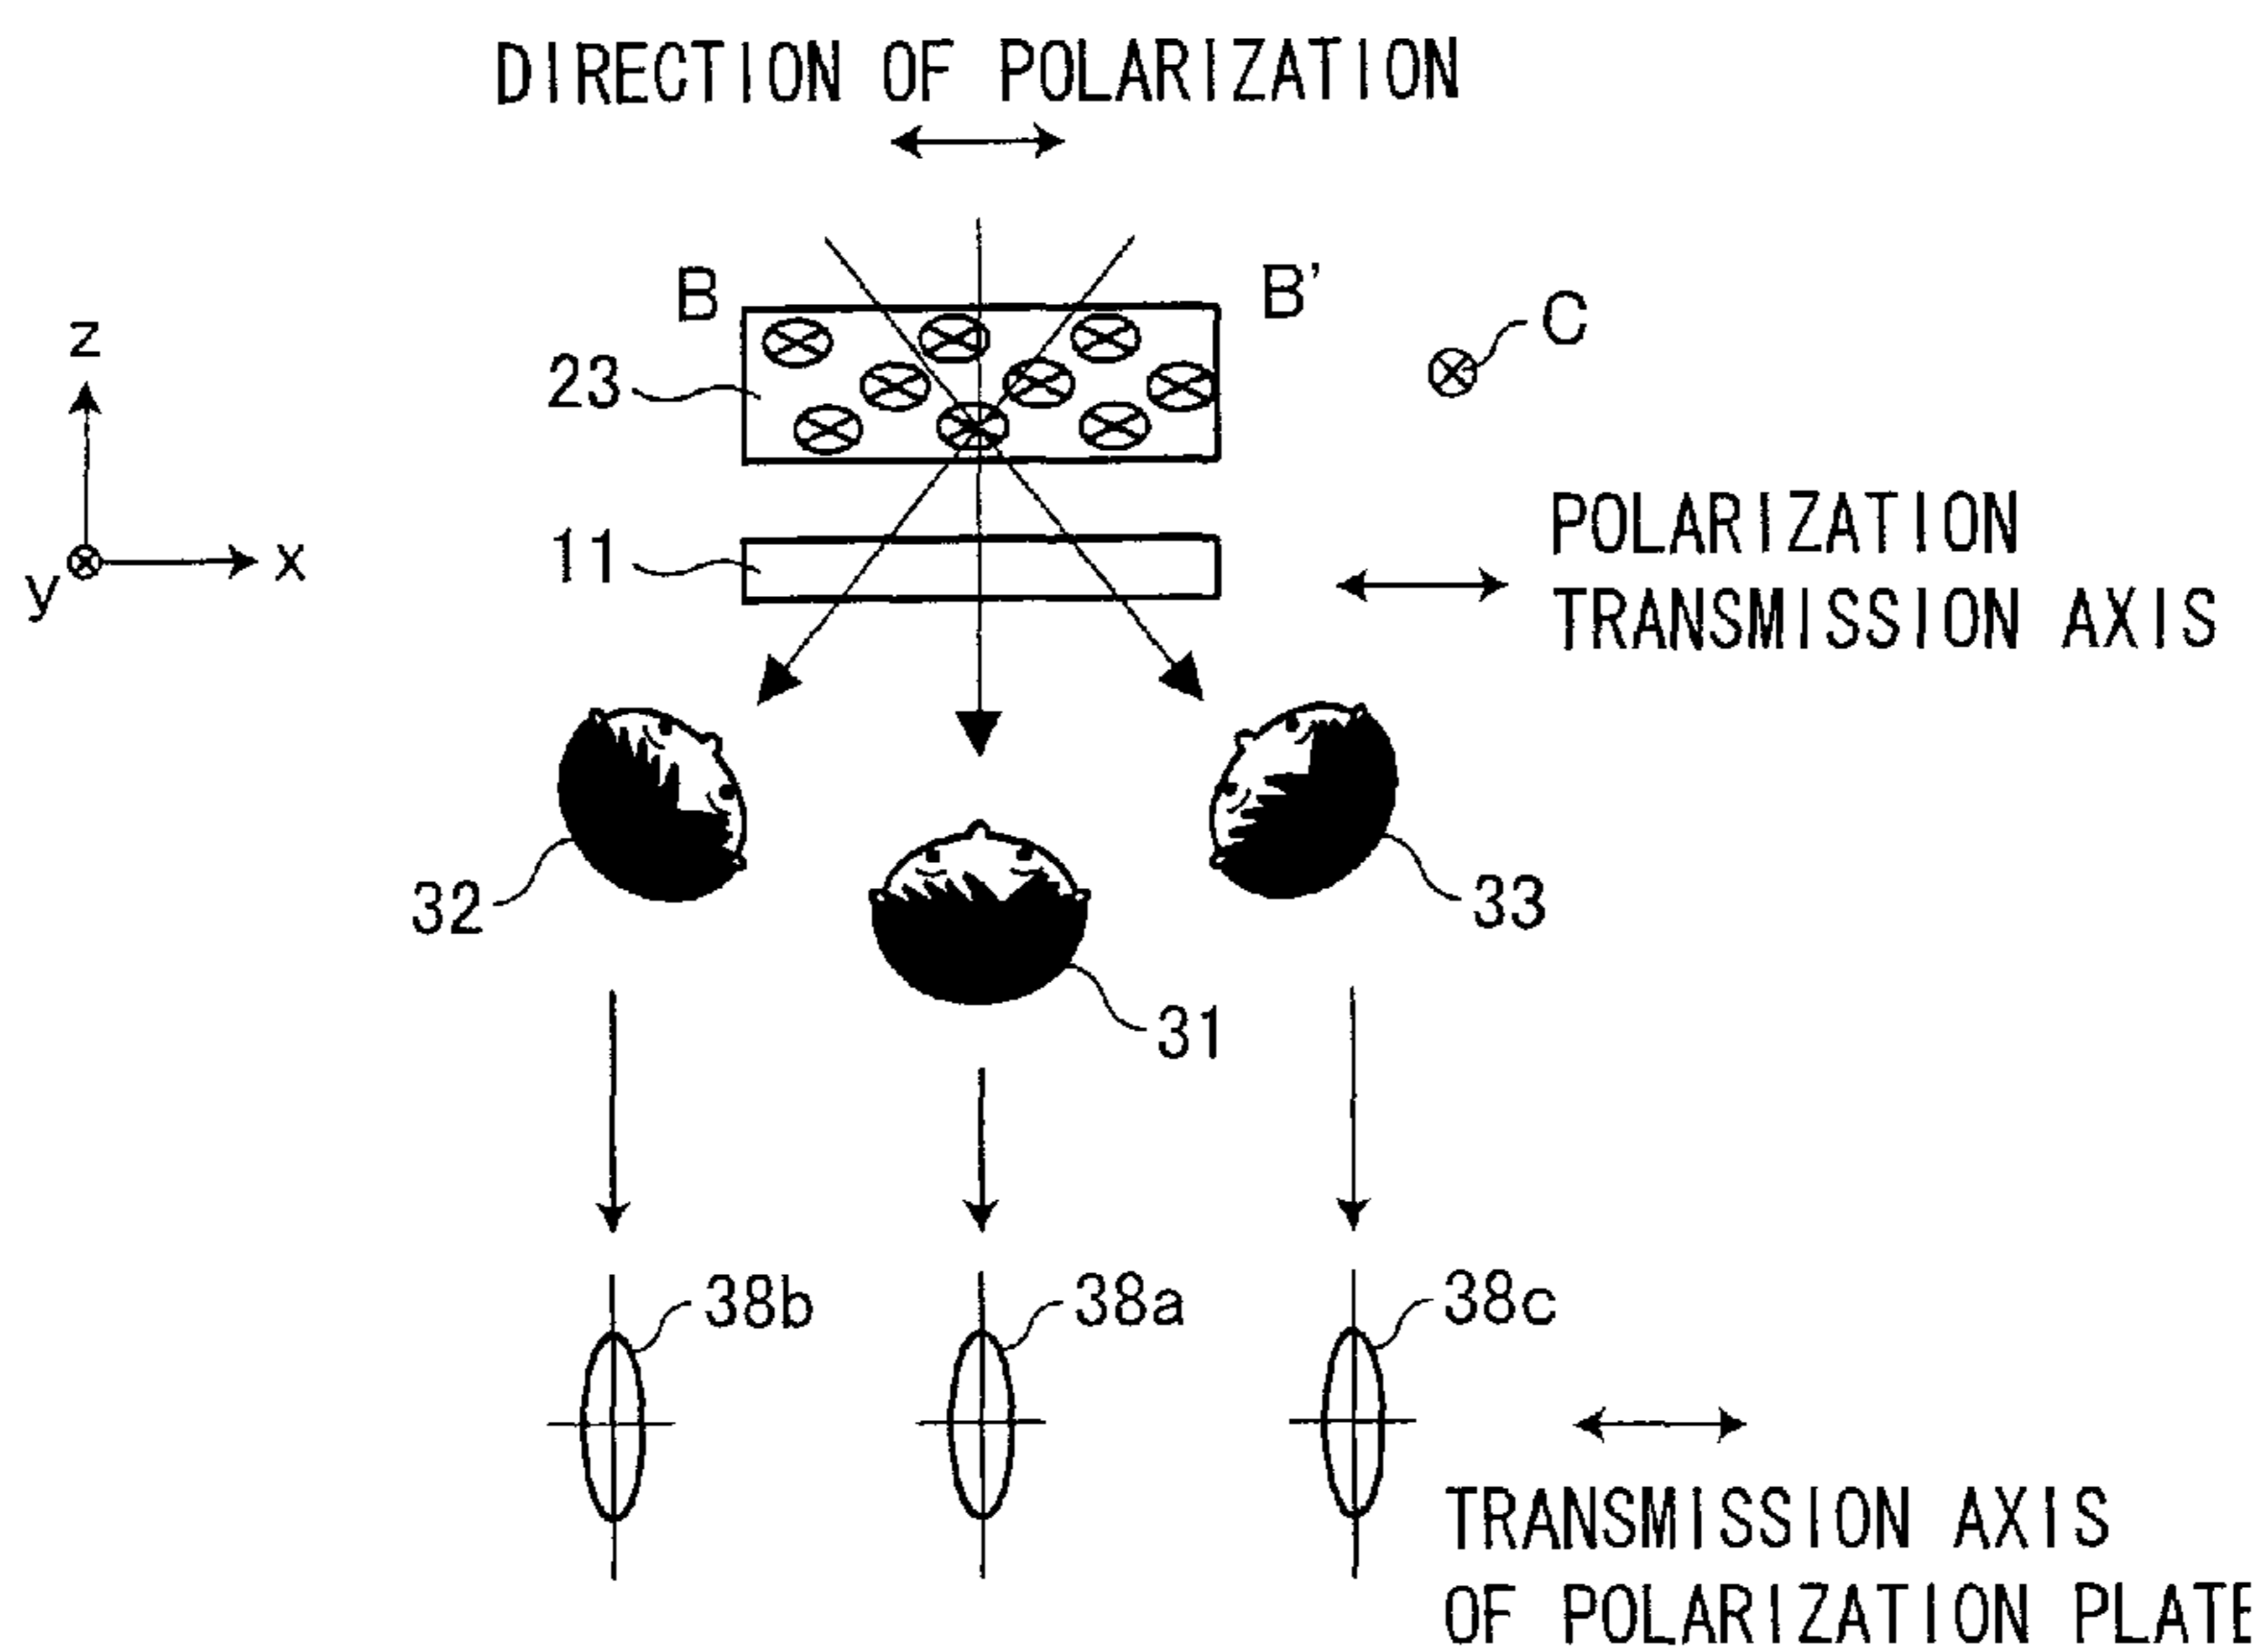 DIRECTION OF POLARIZATION
B
B'
C
z
23
x
y
11
POLARIZATION
TRANSMISSION AXIS
32
33
31
38b
38a
38c
TRANSMISSION AXIS
OF POLARIZATION PLATE